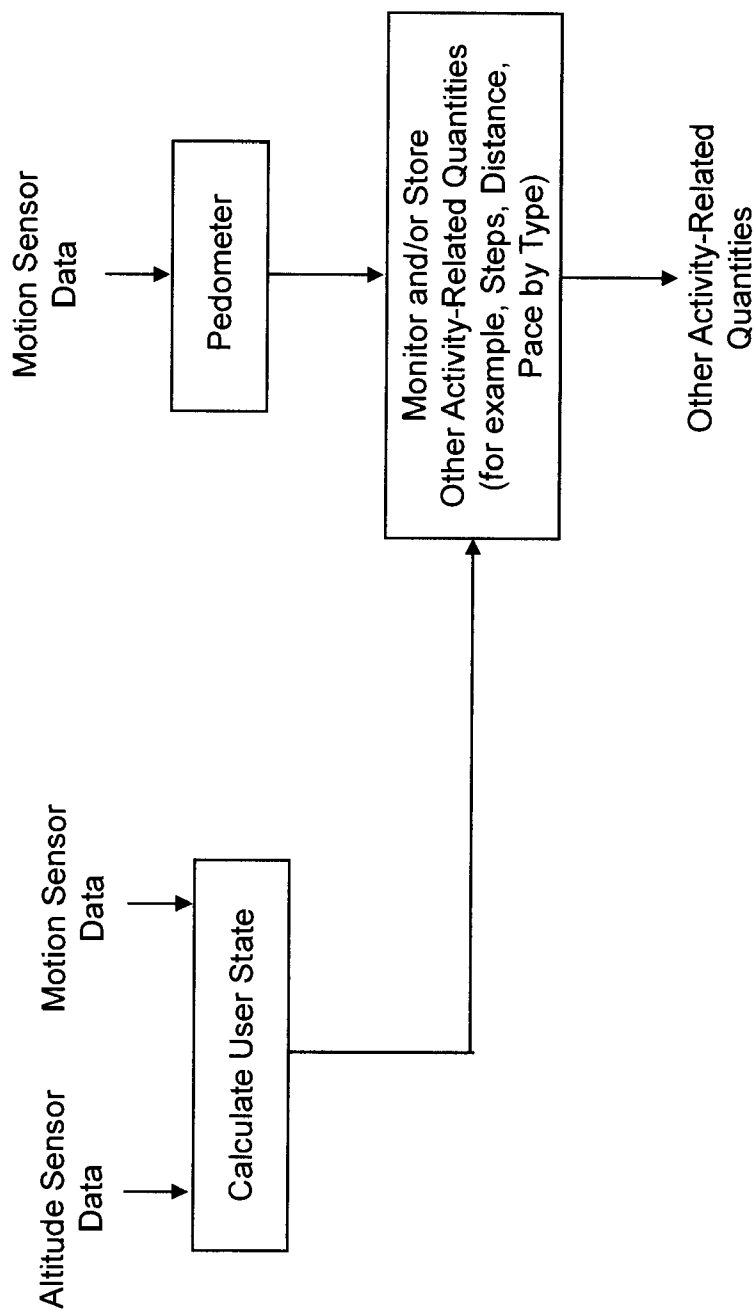 Altitude Sensor
Data
Motion Sensor
Data
Calculate User State
Motion Sensor
Data
Pedometer
Monitor and/or Store
Other Activity-Related Quantities
(for example, Steps, Distance,
Pace by Type)
Other Activity-Related
Quantities